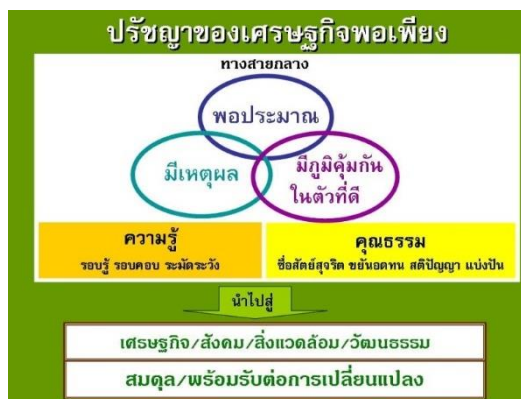 ปรัชญาของเศรษฐกิจพอเพียง
ทางสายกลาง
พอประมาณ
มีเหตุผล
มีภูมิคุ้มกัน
ในตัวที่ดี
ความรู้
รอบรู้ รอบคอบ ระมัดระวัง
คุณธรรม
ซื่อสัตย์สุจริต ขยันอดทน สติปัญญา แบ่งปัน
นำไปสู่
เศรษฐกิจ/สังคม/สิ่งแวดล้อม/วัฒนธรรม
สมดุล/พร้อมรับต่อการเปลี่ยนแปลง